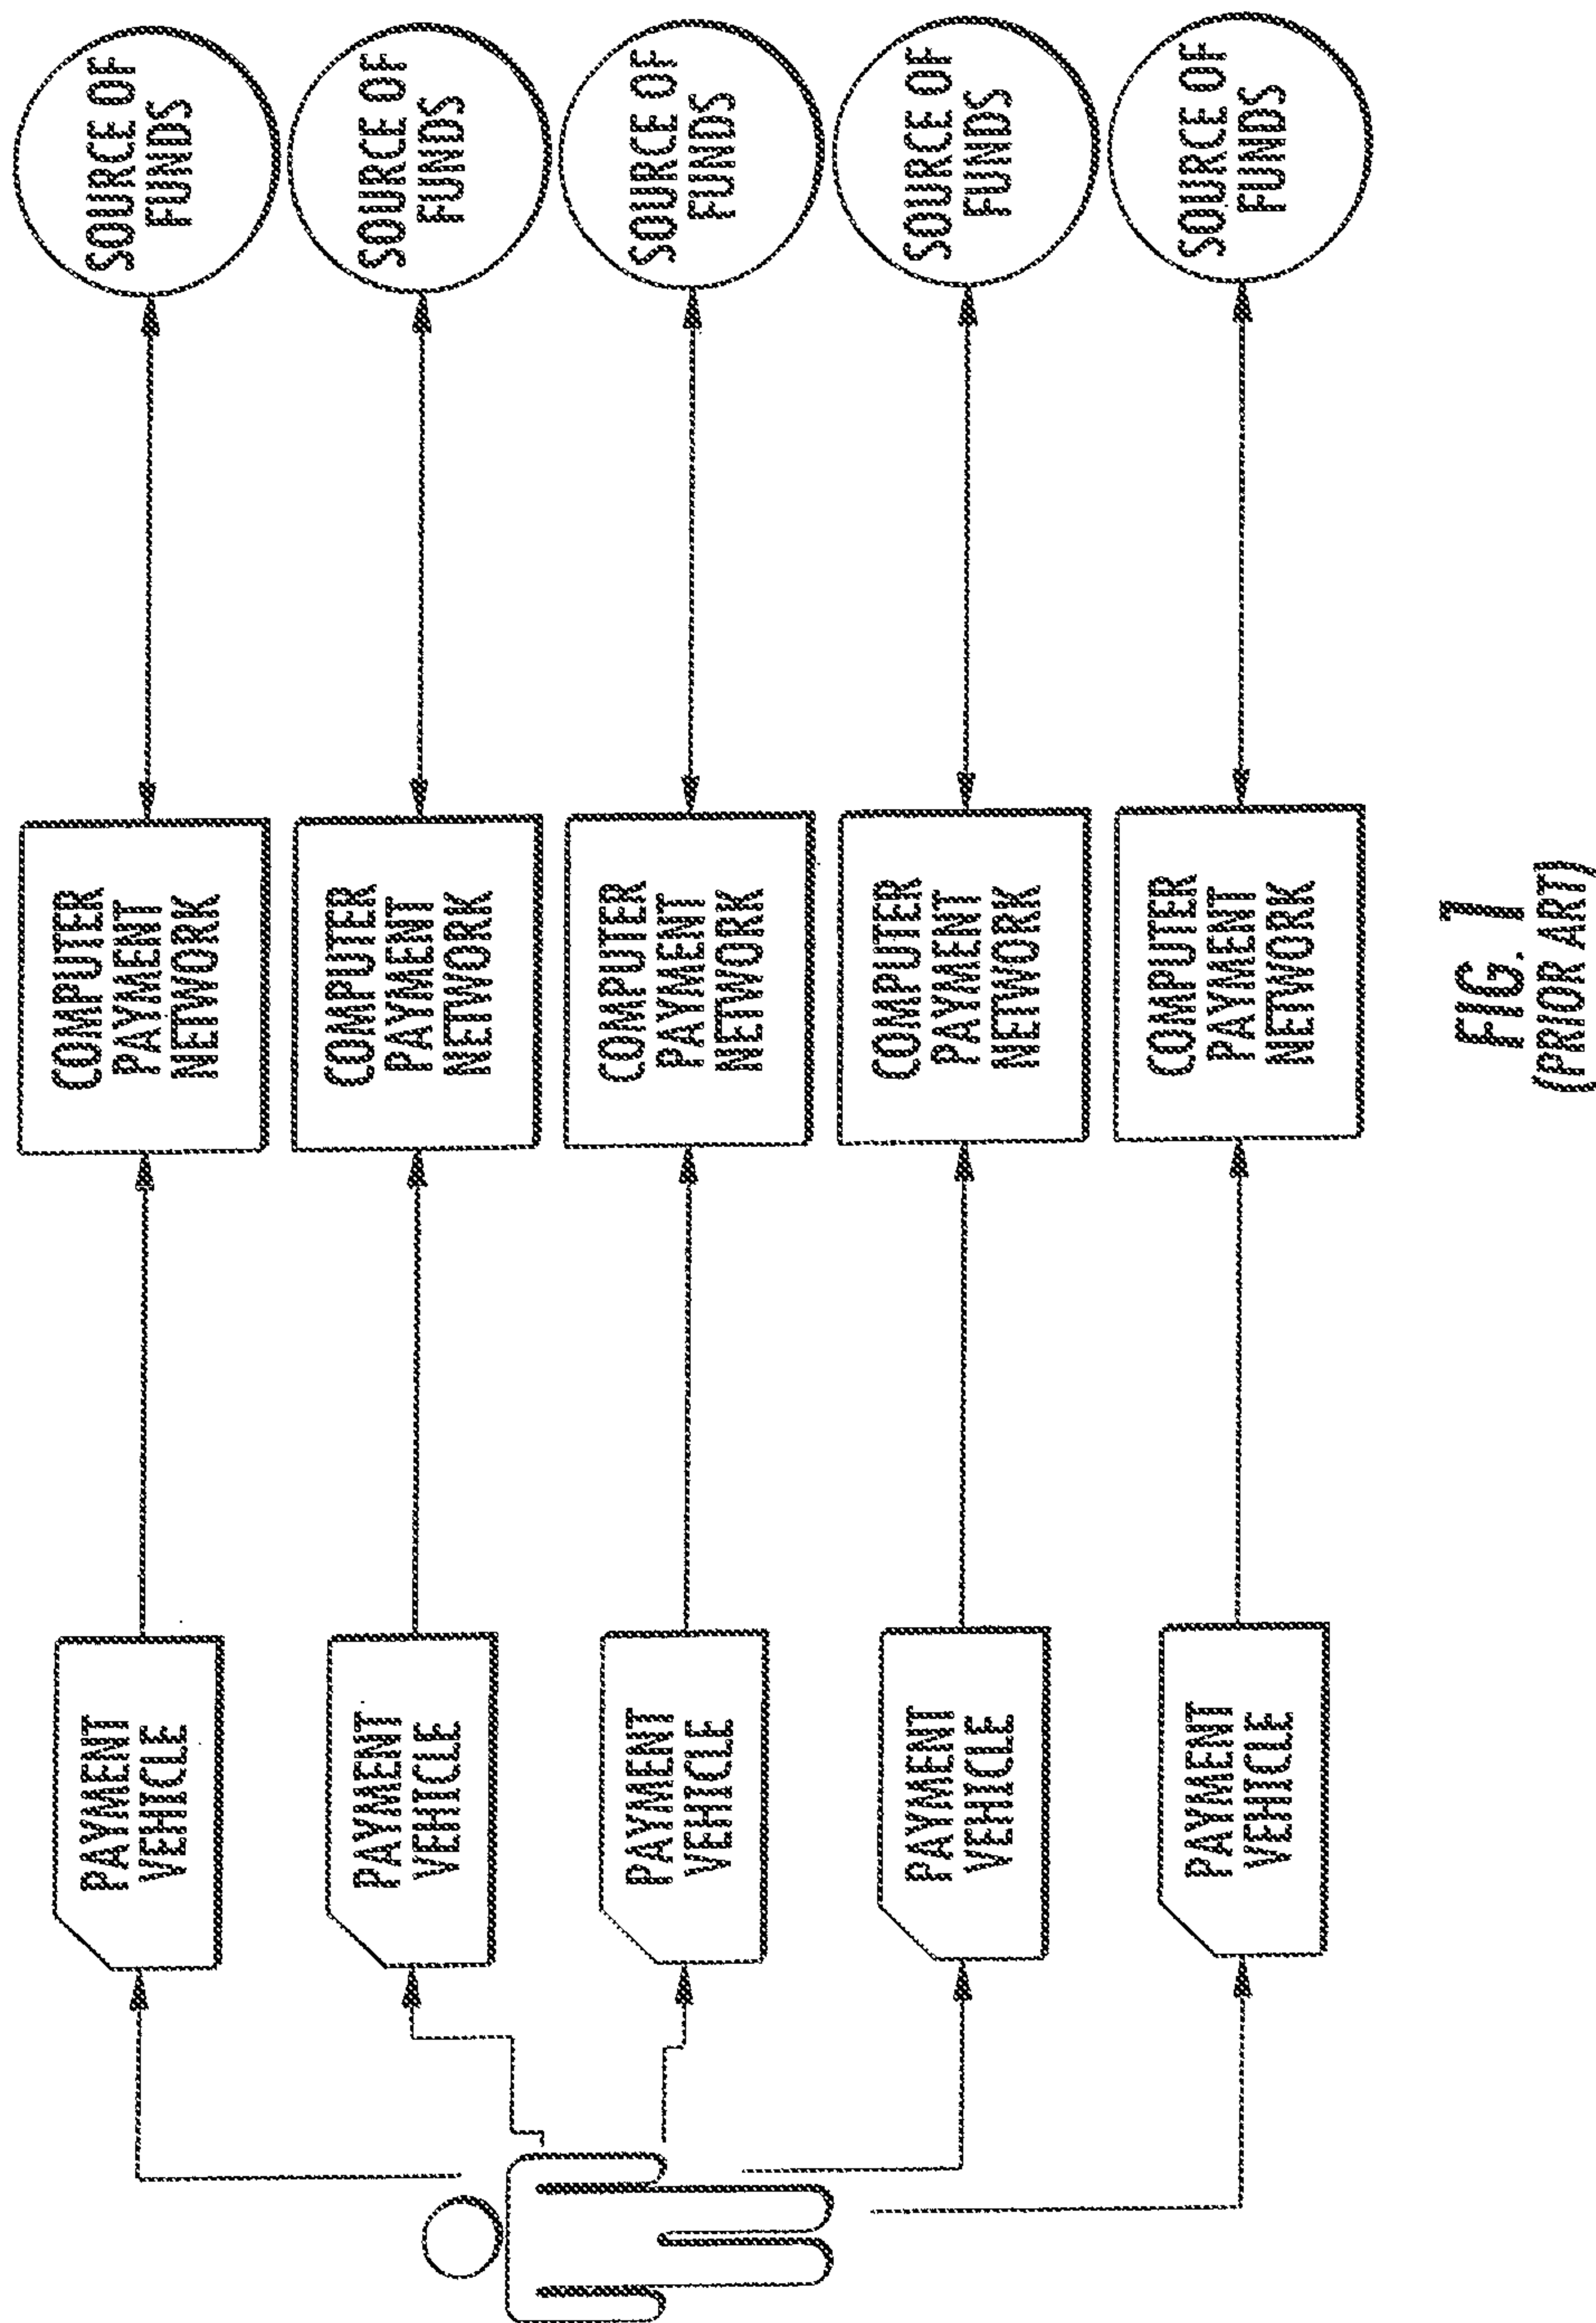 SOURCE OF
FUNDS
SOURCE OF
FUNDS
SOURCE OF
FUNDS
SOURCE OF
FUNDS
SOURCE OF
FUNDS
COMPUTER
PAYMENT
NETWORK
COMPUTER
PAYMENT
NETWORK
COMPUTER
PAYMENT
NETWORK
COMPUTER
PAYMENT
NETWORK
COMPUTER
PAYMENT
NETWORK
PAYMENT
VEHICLE
PAYMENT
VEHICLE
PAYMENT
VEHICLE
PAYMENT
VEHICLE
PAYMENT
VEHICLE
FIG. 1
(PRIOR ART)